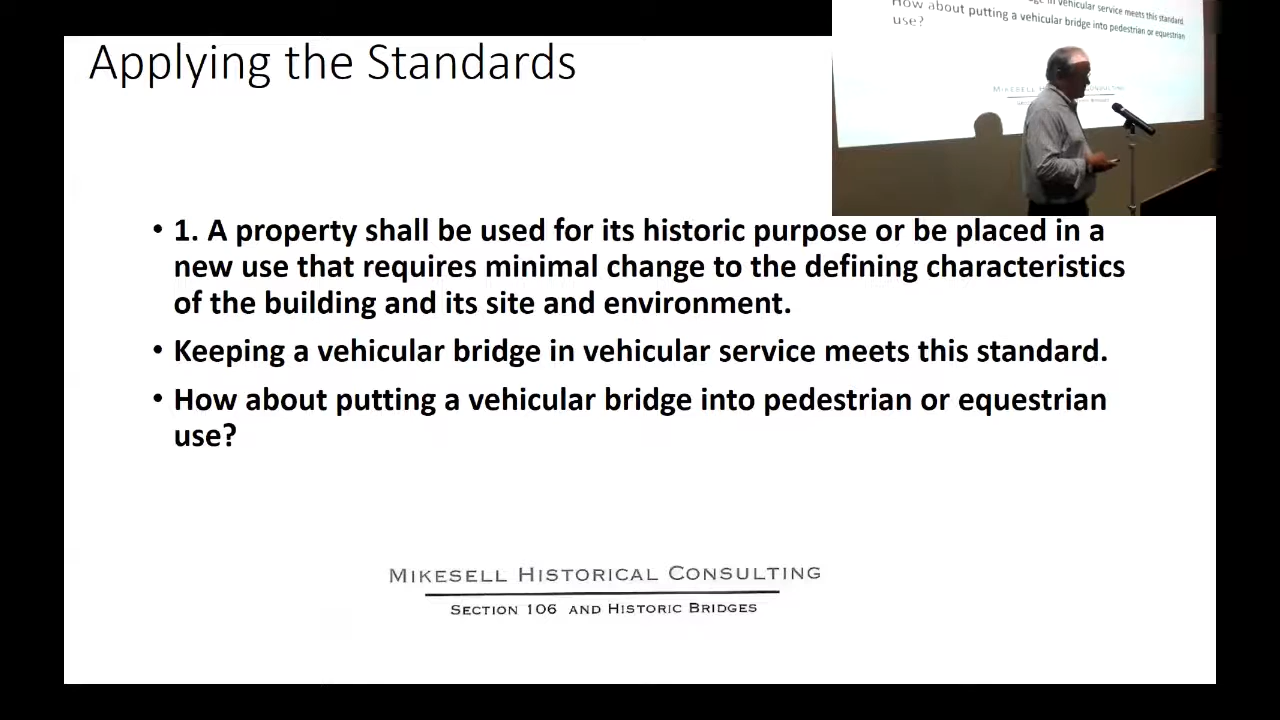 Applying the Standards
in vehicular service meets this standard.
How about putting a vehicular bridge into pedestrian or equestrian
use?
• 1. A property shall be used for its historic purpose or be placed in a
new use that requires minimal change to the defining characteristics
of the building and its site and environment.
• Keeping a vehicular bridge in vehicular service meets this standard.
• How about putting a vehicular bridge into pedestrian or equestrian
use?
MIKESELL HISTORICAL CONSULTING
SECTION 106 AND HISTORIC BRIDGES